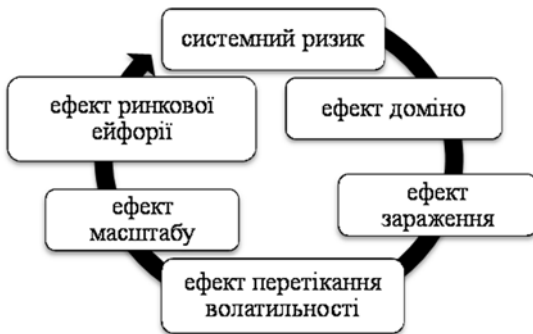 системний ризик
ефект ринкової
ейфорії
ефект доміно
ефект
масштабу
ефект
зараження
ефект перетікання
волатильності